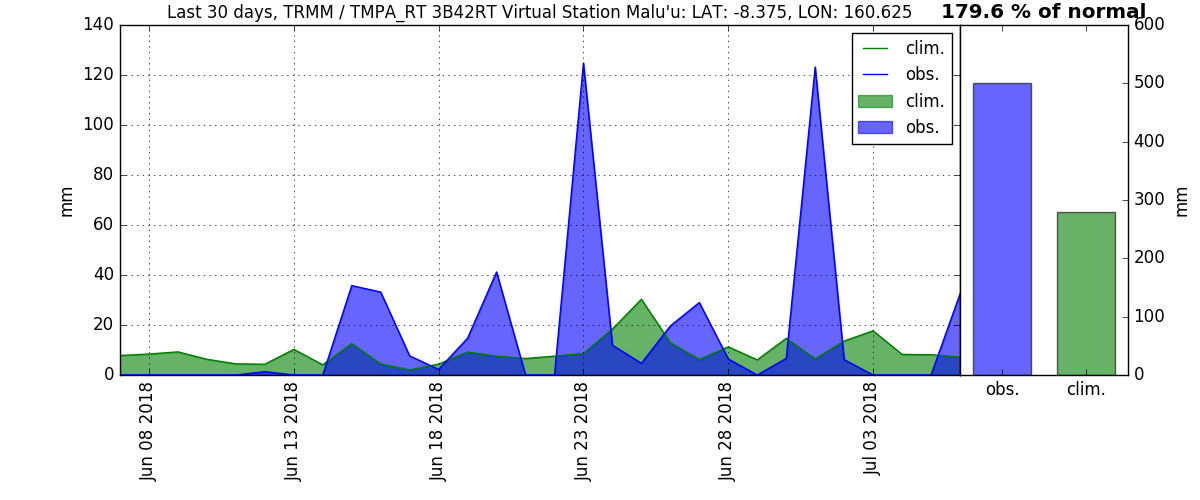 Last 30 days, TRMM / TMPA_RT 3B42RT Virtual Station Malu'u: LAT: -8.375, LON: 160.625
179.6 % of normal
140
120
100
80
60
40
20
0
mm
clim.
obs.
clim.
obs.
Jun 08 2018
Jun 13 2018
Jun 18 2018
Jun 23 2018
Jun 28 2018
Jul 03 2018
600
500
400
300
200
100
0
mm
obs.
clim.